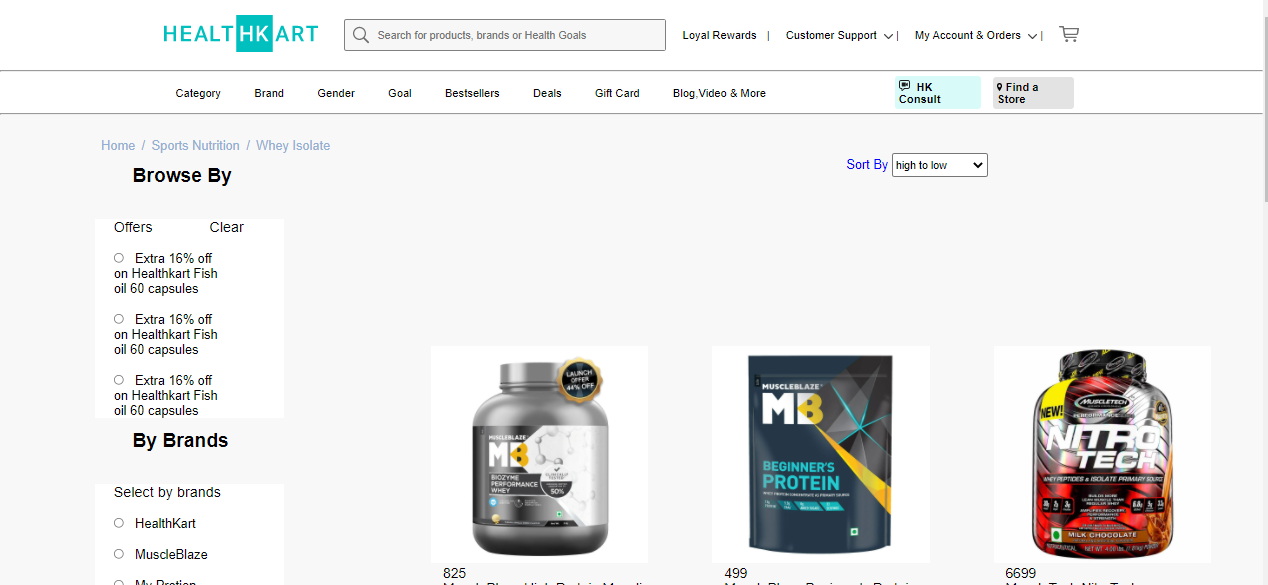 HEALTHKART
Search for products, brands or Health Goals
Loyal Rewards |
Customer Support |
My Account & Orders |
Category Brand Gender Goal Bestsellers Deals Gift Card Blog,Video & More
HK
Consult
Find a
Store
Home / Sports Nutrition / Whey Isolate
Sort By high to low
Browse By
Offers Clear
Extra 16% off
on Healthkart Fish
oil 60 capsules
Extra 16% off
on Healthkart Fish
oil 60 capsules
Extra 16% off
on Healthkart Fish
oil 60 capsules
By Brands
Select by brands
HealthKart
MuscleBlaze
My Protien
LAUNCH
OFFER
44% OFF
MUSCLEBLAZE
MB
BIOZYME
PERFORMANCE
WHEY
50%
825
MUSCLEBLAZE
MB
BEGINNER'S
PROTEIN
499
NEW!
MUSCLETECH
PERFORMANCE
NITRO
TECH
WHEY PEPTIDES & ISOLATE PRIMARY SOURCE
MILK CHOCOLATE
6699